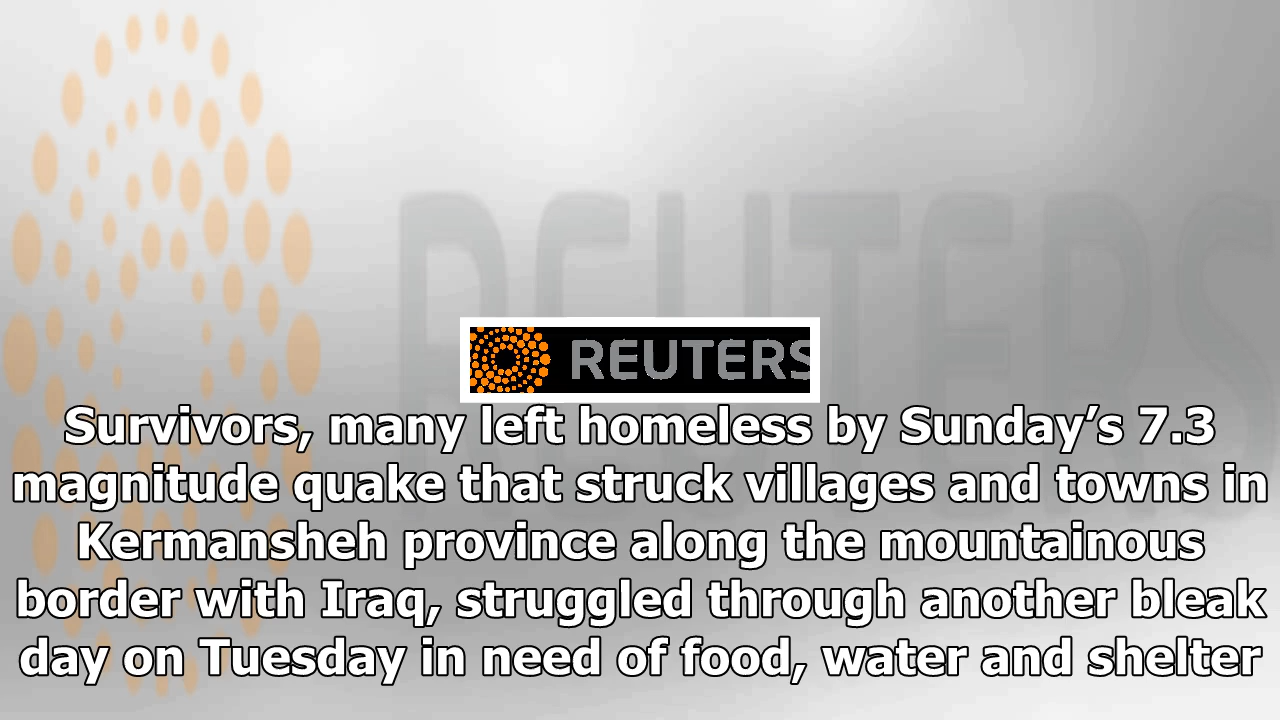 REUTERS
REUTERS
Survivors, many left homeless by Sunday’s 7.3
magnitude quake that struck villages and towns in
Kermansheh province along the mountainous
border with Iraq, struggled through another bleak
day on Tuesday in need of food, water and shelter